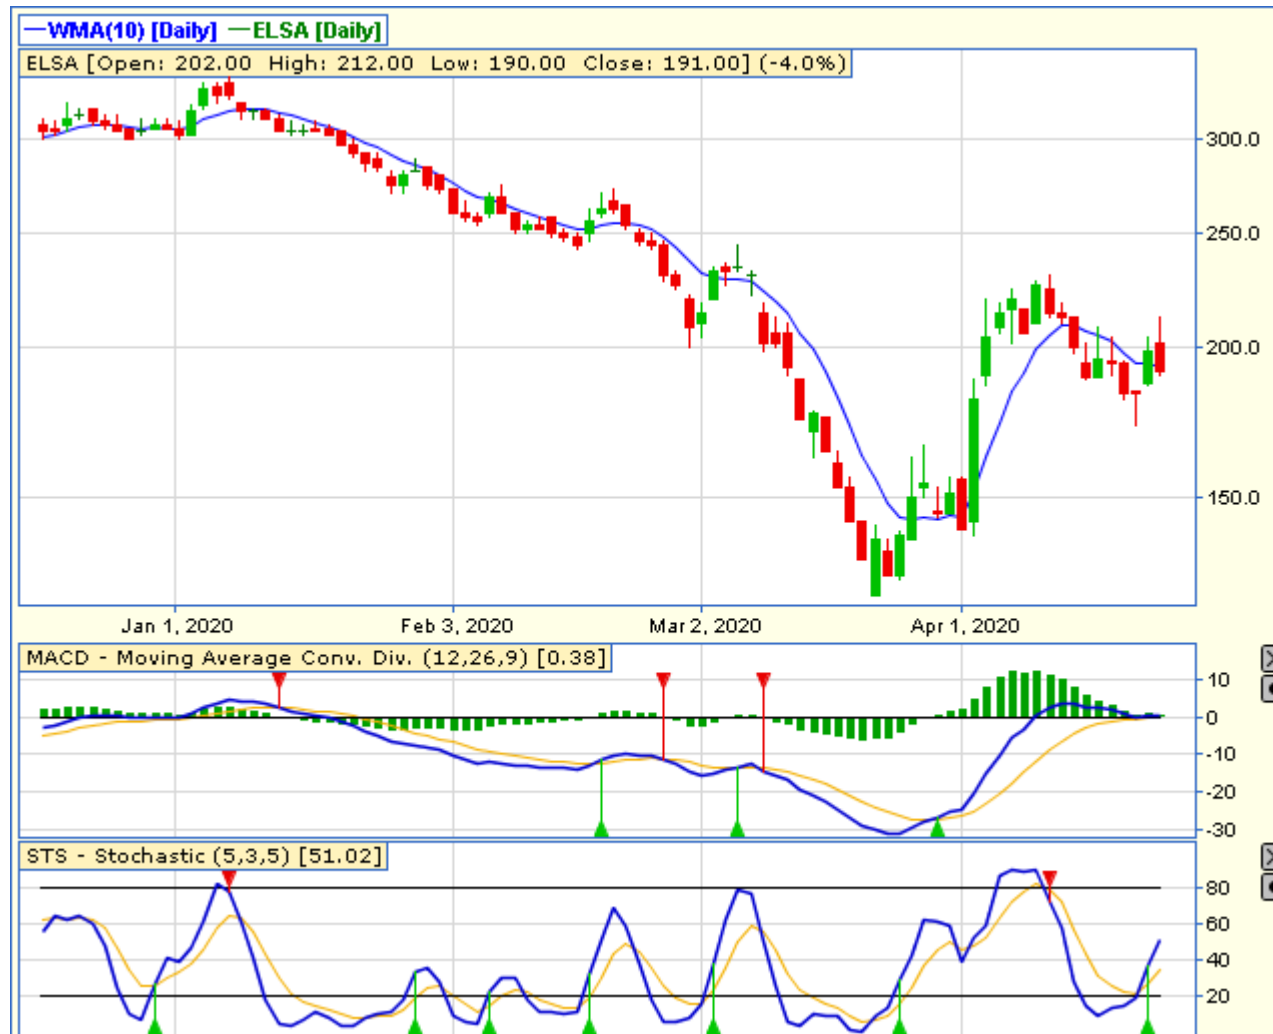 WMA(10) [Daily] ELSA [Daily]
ELSA [Open: 202.00 High: 212.00 Low: 190.00 Close: 191.00] (-4.0%)
300.0
250.0
200.0
150.0
Jan 1, 2020 Feb 3, 2020 Mar 2, 2020 Apr 1, 2020
MACD - Moving Average Conv. Div. (12,26,9) [0.38]
10
0
-10
-20
-30
STS - Stochastic (5,3,5) [51.02]
80
60
40
20